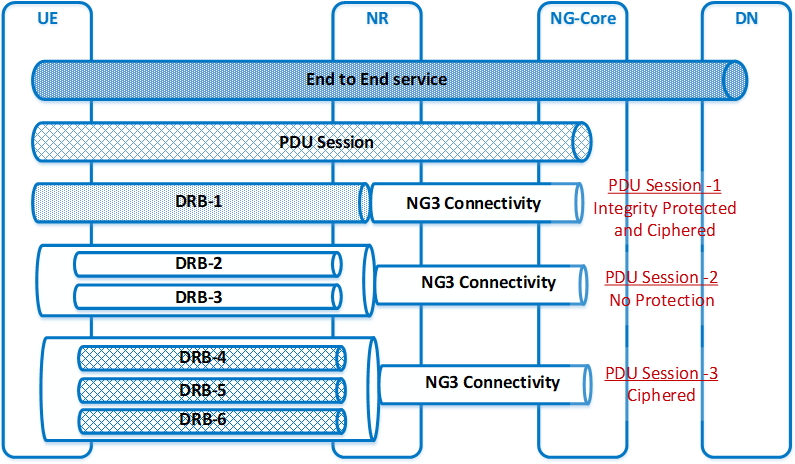 UE NR NG-Core DN
End to End service
PDU Session
DRB-1 NG3 Connectivity
PDU Session -1
Integrity Protected
and Ciphered
DRB-2
DRB-3
NG3 Connectivity
PDU Session -2
No Protection
DRB-4
DRB-5
DRB-6
NG3 Connectivity
PDU Session -3
Ciphered